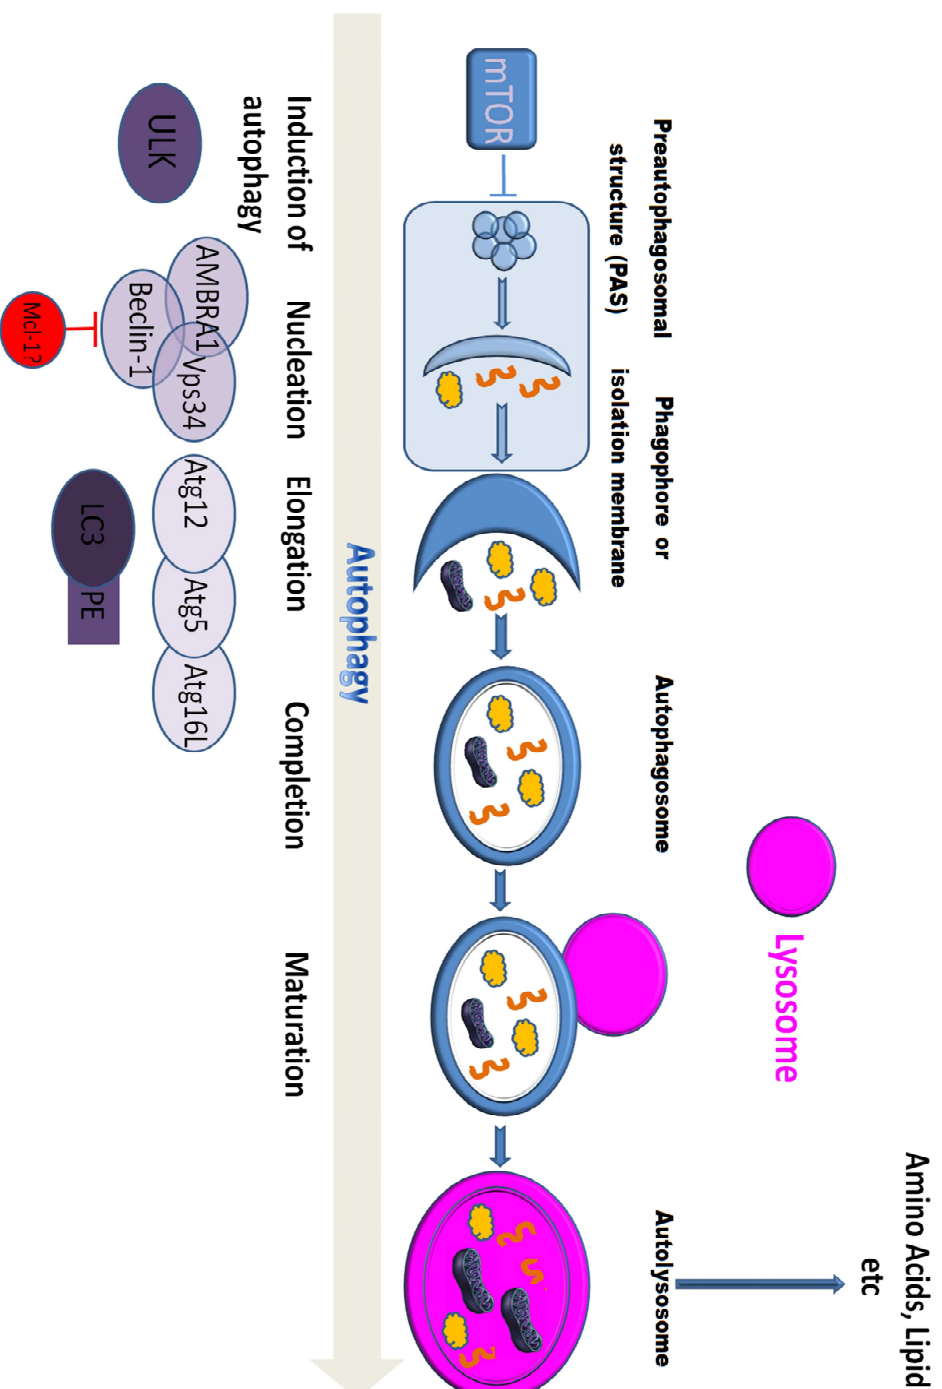 Amino Acids, Lipid
etc
Lysosome
Preautophagosomal
structure (PAS)
Phagophore or
isolation membrane
Autophagosome
Autolysosome
mTOR
Autophagy
Induction of
autophagy
Nucleation
Elongation
Completion
Maturation
ULK
AMBRA1
Beclin-1
Vps34
Mcl-1?
Atg12
Atg5
Atg16L
LC3
PE